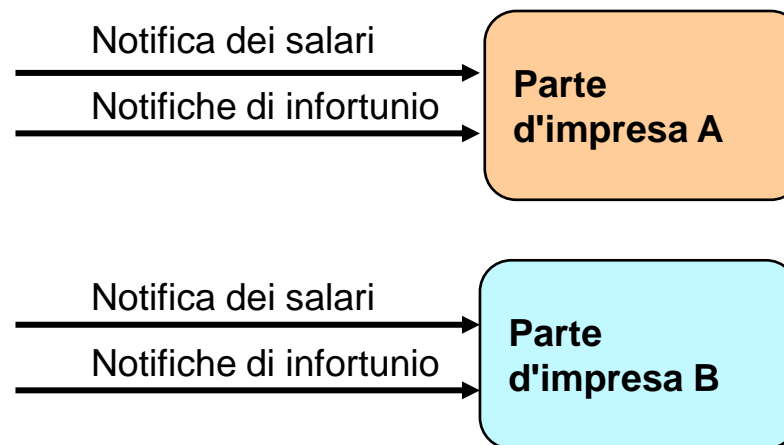 Notifica dei salari
Notifiche di infortunio
Parte
d'impresa A
Notifica dei salari
Notifiche di infortunio
Parte
d'impresa B